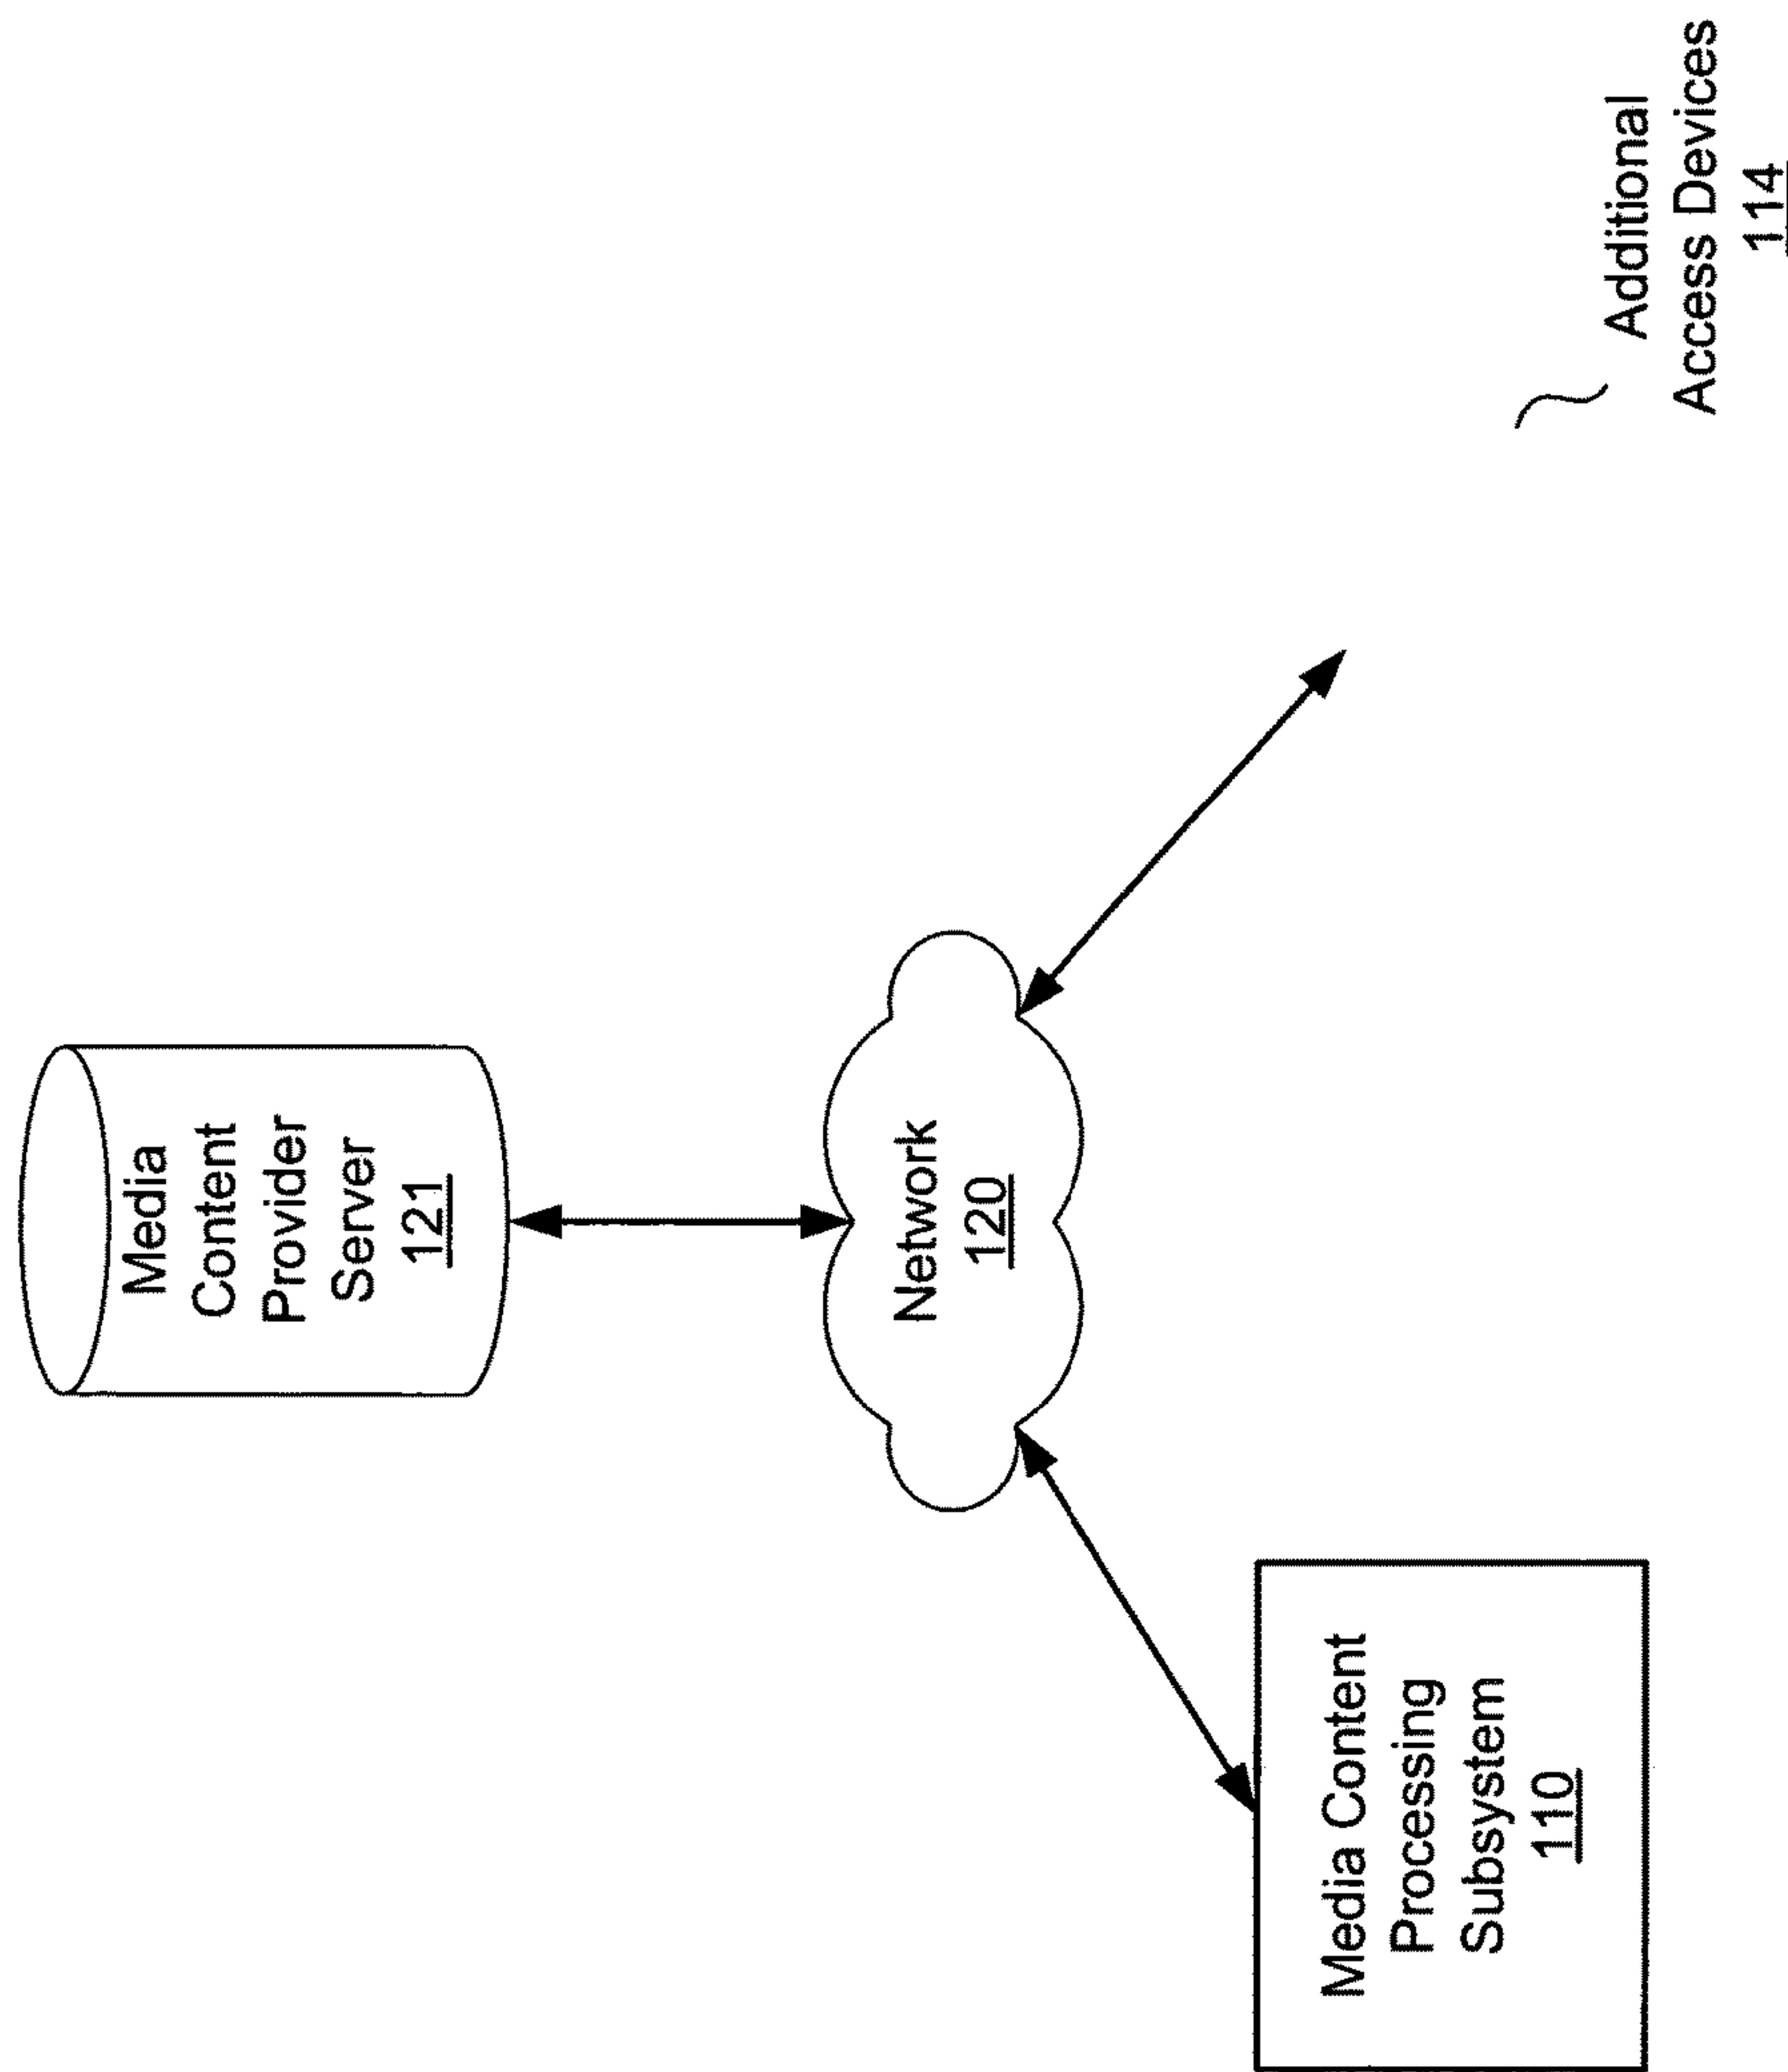 Media
Content
Provider
Server
121
Network
120
Media Content
Processing
Subsystem
110
Additional
Access Devices
114